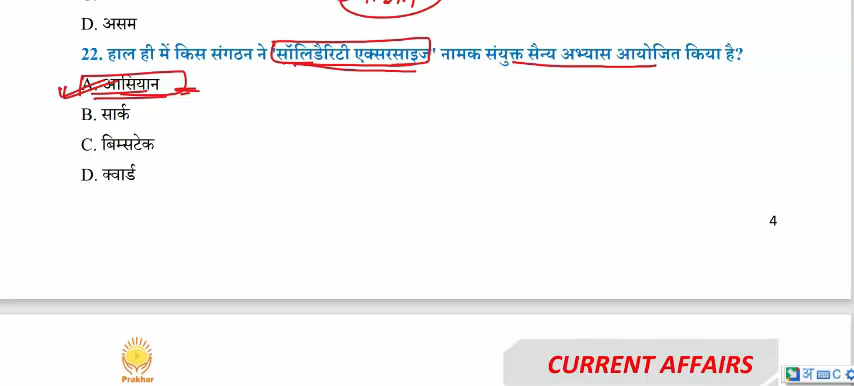 D. असम
22. हाल ही में किस संगठन ने 'सॉलिडैरिटी एक्सरसाइज' नामक संयुक्त सैन्य अभ्यास आयोजित किया है?
A. आसियान
B. सार्क
C. बिम्सटेक
D. क्वार्ड
4
Prakhar
CURRENT AFFAIRS
अ